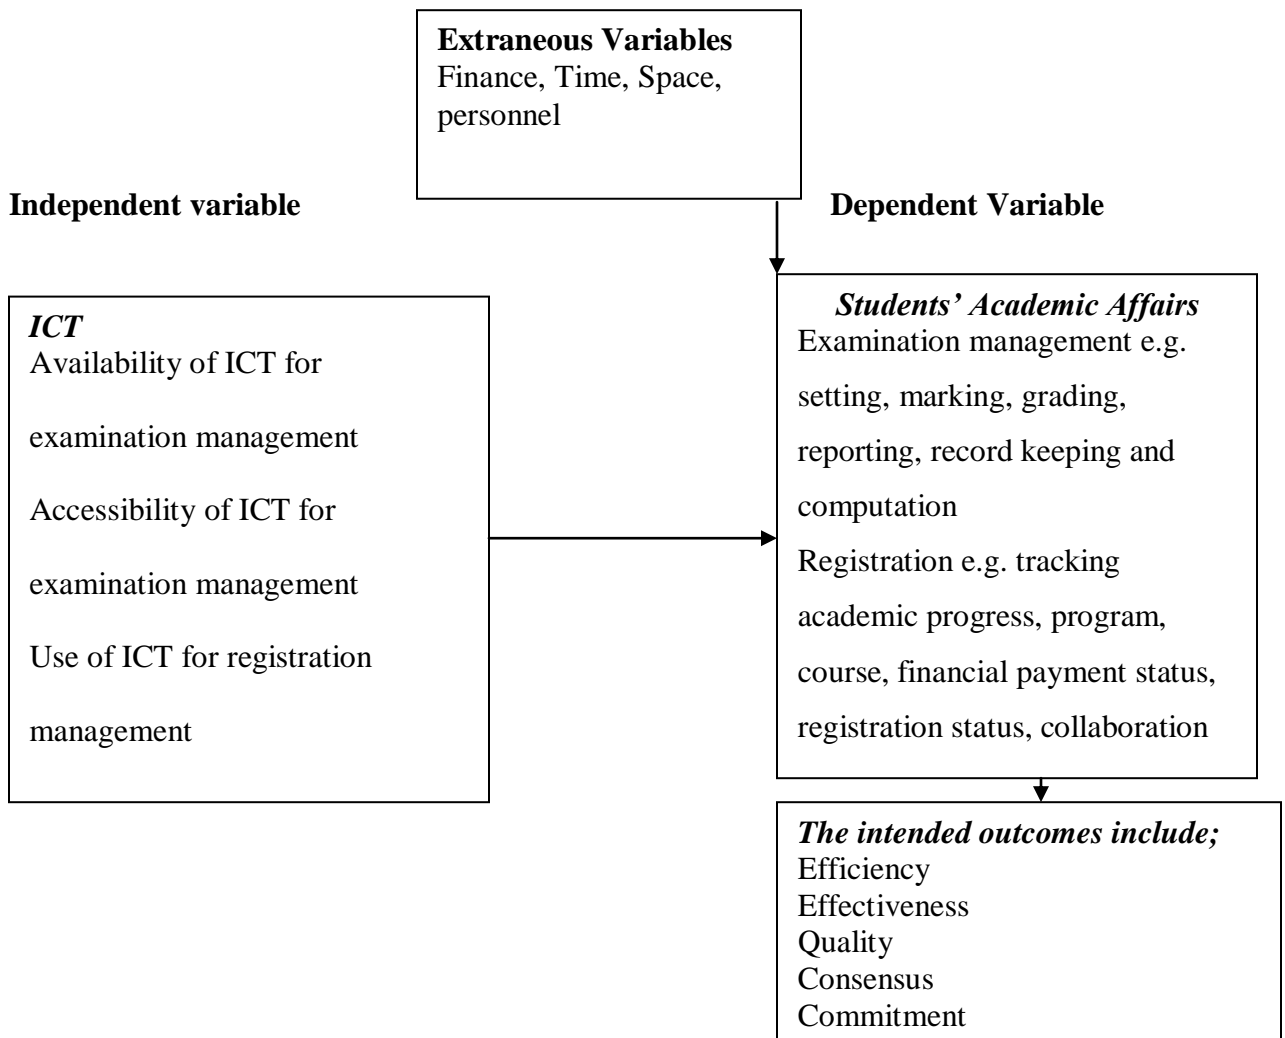 Extraneous Variables
Finance, Time, Space,
personnel
Independent variable
Dependent Variable
ICT
Availability of ICT for
examination management
Accessibility of ICT for
examination management
Use of ICT for registration
management
Students’ Academic Affairs
Examination management e.g.
setting, marking, grading,
reporting, record keeping and
computation
Registration e.g. tracking
academic progress, program,
course, financial payment status,
registration status, collaboration
The intended outcomes include;
Efficiency
Effectiveness
Quality
Consensus
Commitment